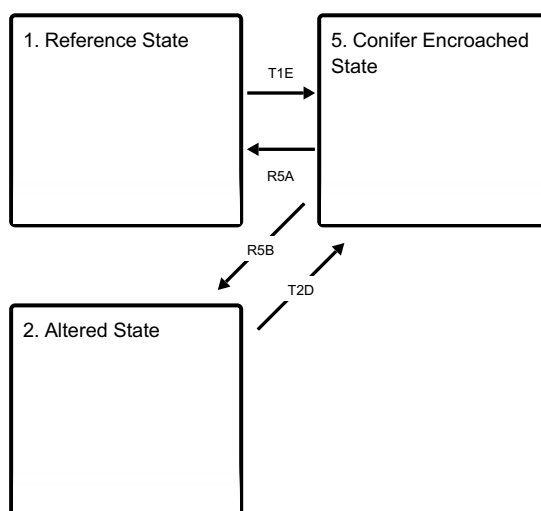 1. Reference State
5. Conifer Encroached
State
T1E
R5A
R5B
T2D
2. Altered State